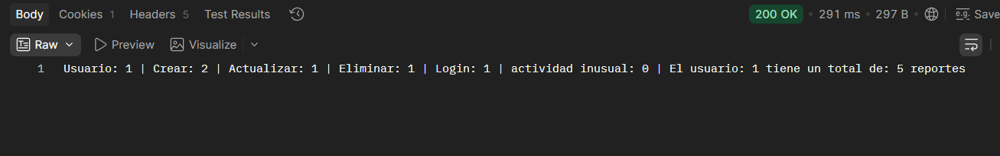 Body Cookies 1 Headers 5 Test Results 200 OK • 291 ms • 297 B • e.g. Save
Raw Preview Visualize
1 Usuario: 1 | Crear: 2 | Actualizar: 1 | Eliminar: 1 | Login: 1 | actividad inusual: 0 | El usuario: 1 tiene un total de: 5 reportes